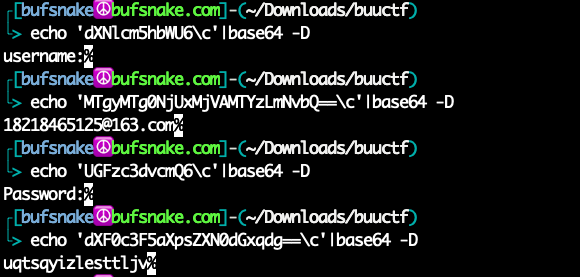 [bufsnake☮bufsnake.com]-(~/Downloads/buuctf)
> echo 'dXNlcm5hbWU6\c'|base64 -D
username:%
[bufsnake☮bufsnake.com]-(~/Downloads/buuctf)
> echo 'MTgyMTg0NjUxMjVAMTYzLmNvbQ==\c'|base64 -D
18218465125@163.com%
[bufsnake☮bufsnake.com]-(~/Downloads/buuctf)
> echo 'UGFzc3dvcmQ6\c'|base64 -D
Password:%
[bufsnake☮bufsnake.com]-(~/Downloads/buuctf)
> echo 'dXF0c3F5aXpsZXN0dGxqdg==\c'|base64 -D
uqtsqyizlesttljv%